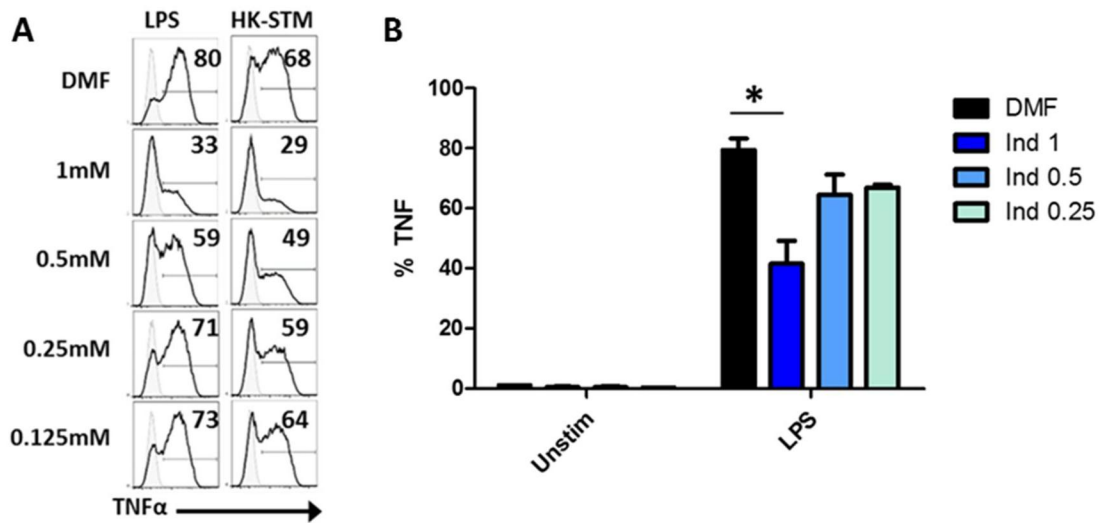 A
LPS HK-STM
DMF 80 68
1mM 33 29
0.5mM 59 49
0.25mM 71 59
0.125mM 73 64
TNFα
B
% TNF
100
80
60
40
20
0
*
Unstim
LPS
DMF
Ind 1
Ind 0.5
Ind 0.25